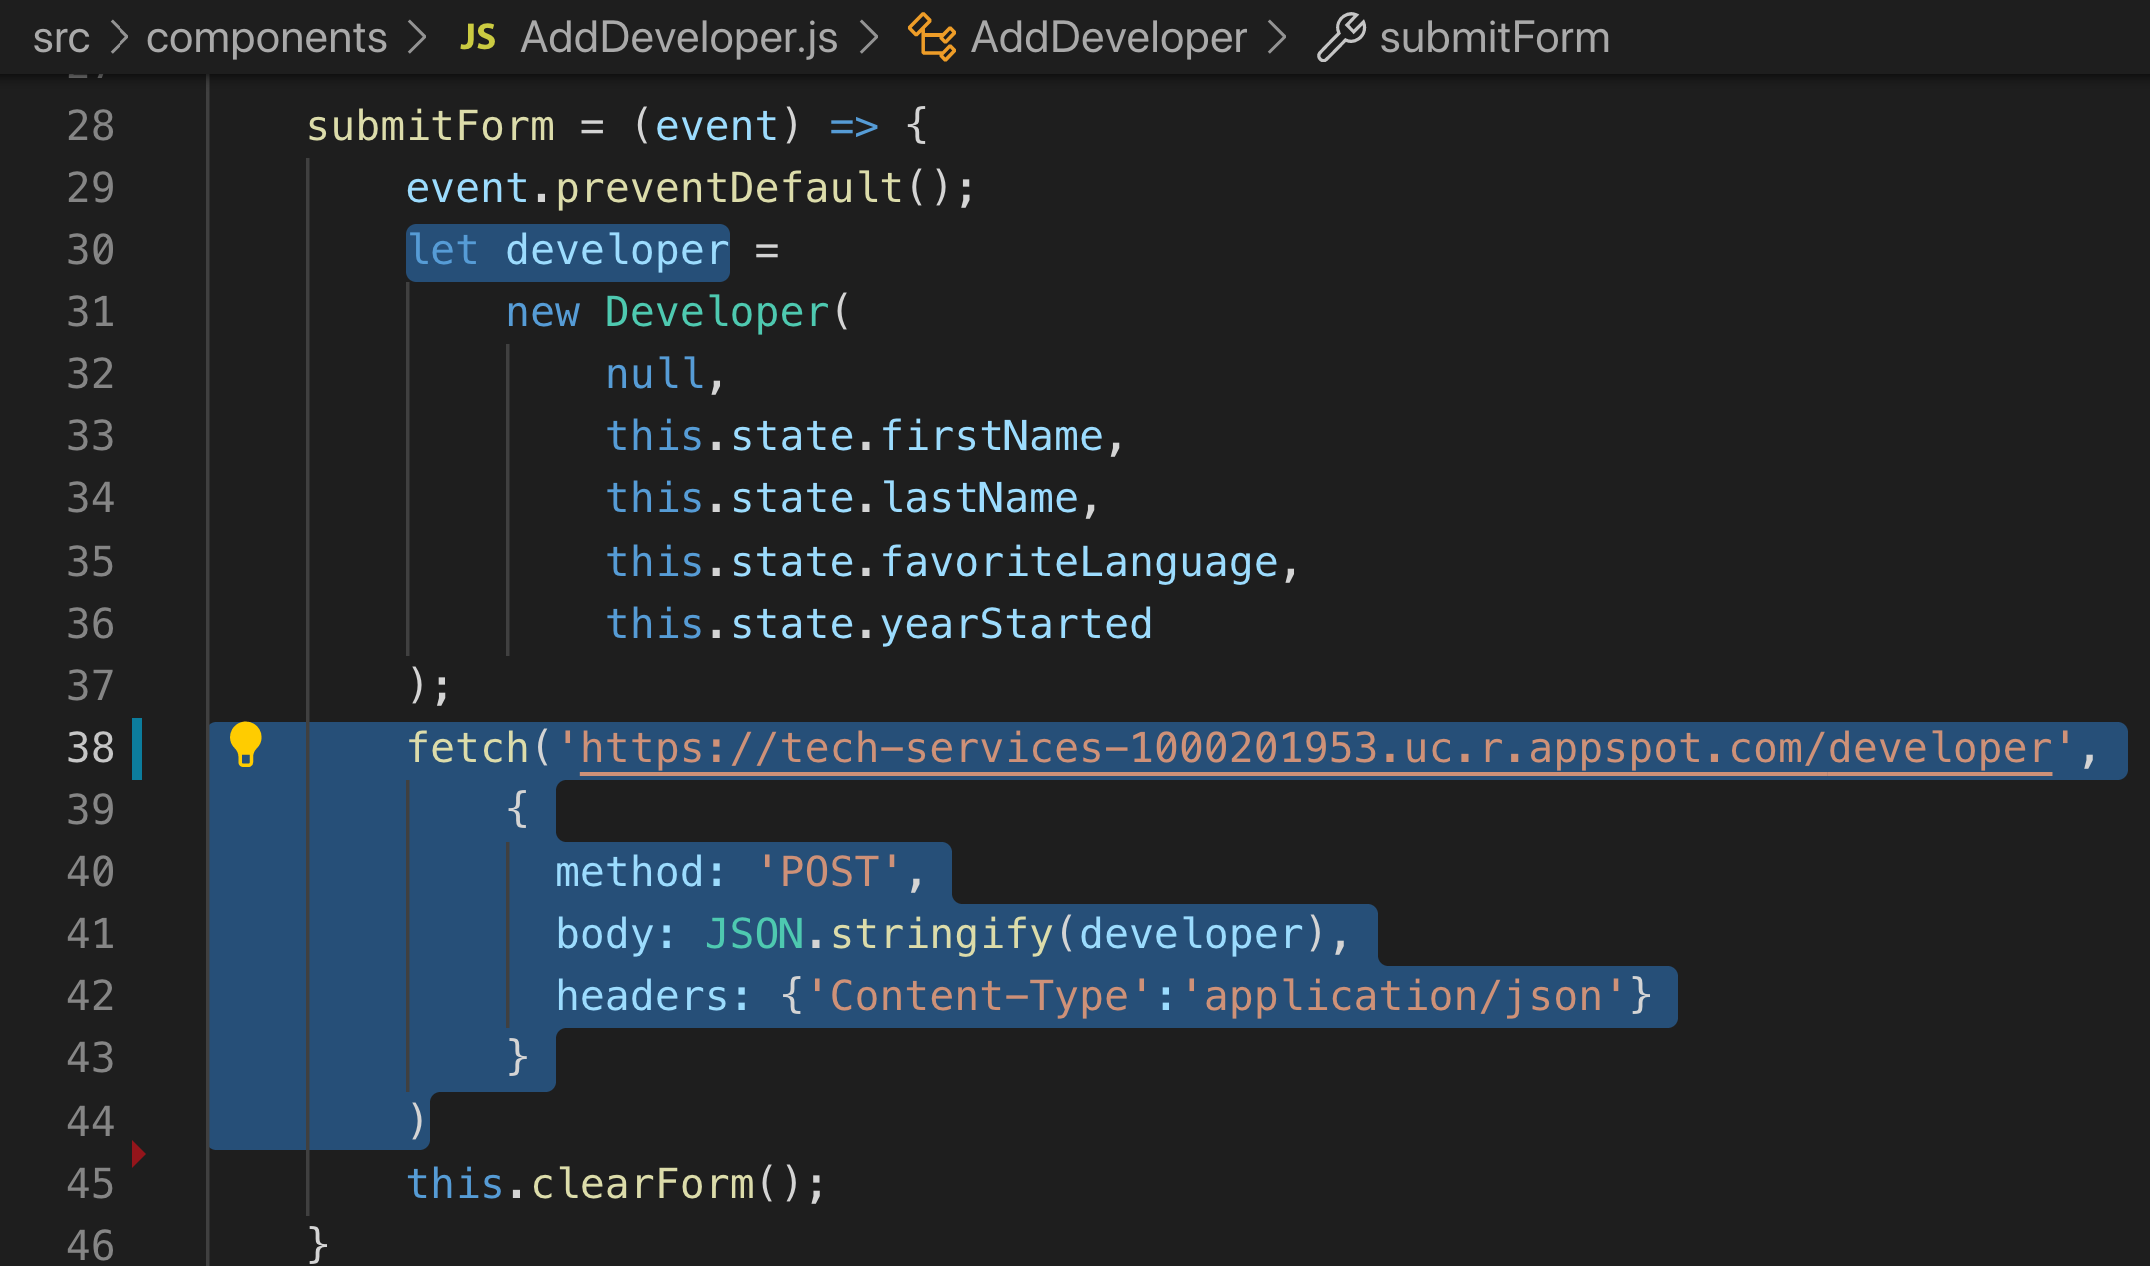 src > components > JS AddDeveloper.js > AddDeveloper > submitForm
28 submitForm = (event) => {
29 event.preventDefault();
30 let developer =
31 new Developer(
32 null,
33 this.state.firstName,
34 this.state.lastName,
35 this.state.favoriteLanguage,
36 this.state.yearStarted
37 );
38 fetch('https://tech-services-1000201953.uc.r.appspot.com/developer',
39 {
40 method: 'POST',
41 body: JSON.stringify(developer),
42 headers: {'Content-Type':'application/json'}
43 }
44 )
45 this.clearForm();
46 }